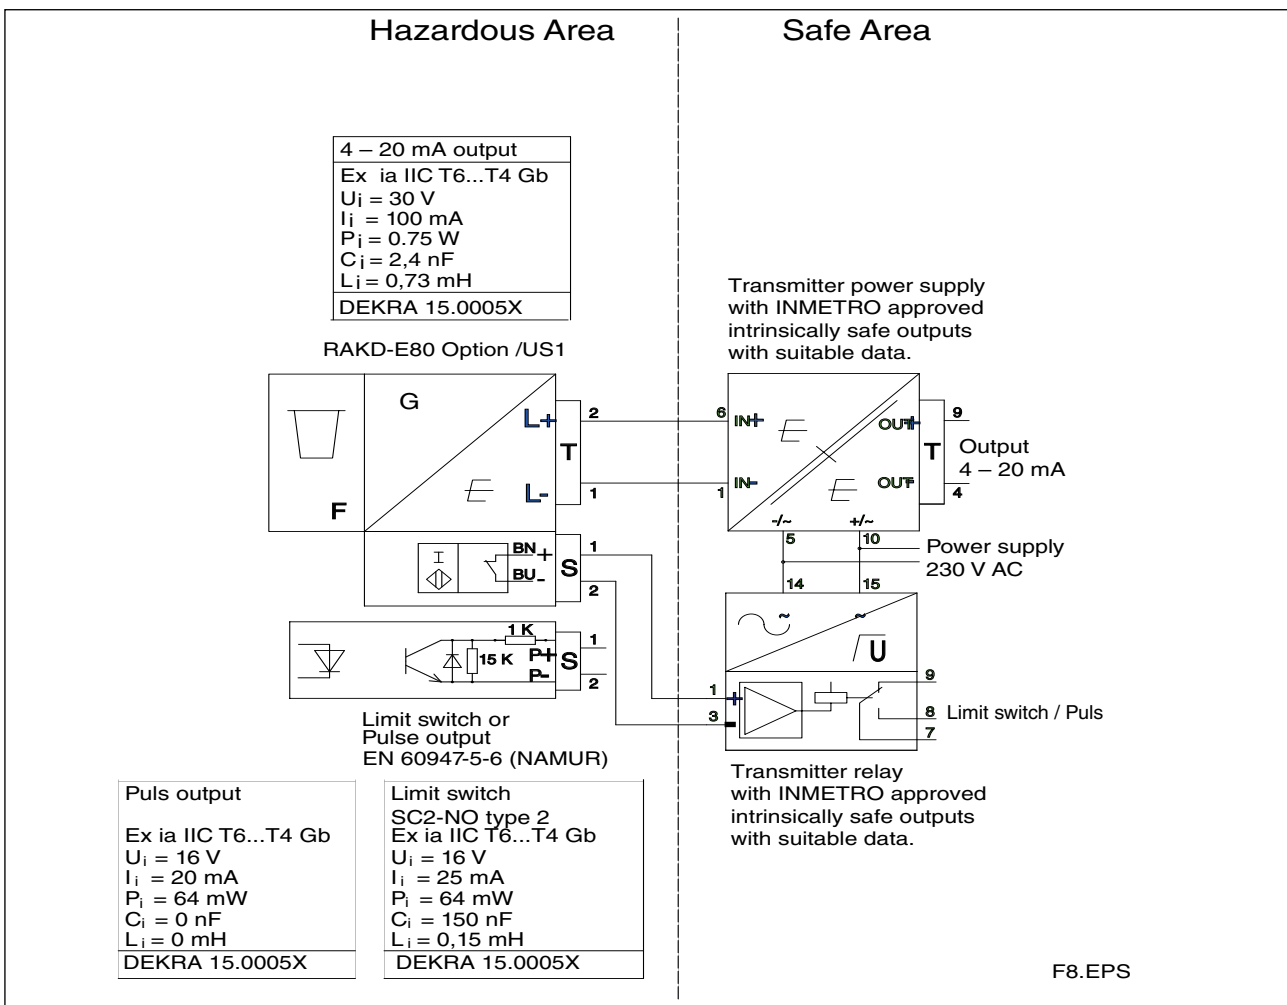 Hazardous Area
Safe Area
4 – 20 mA output
Ex ia IIC T6...T4 Gb
Ui = 30 V
Ii = 100 mA
Pi = 0.75 W
Ci = 2,4 nF
Li = 0,73 mH
DEKRA 15.0005X
RAKD-E80 Option /US1
Transmitter power supply
with INMETRO approved
intrinsically safe outputs
with suitable data.
F
G
E
L+
L-
T
2
1
6
1
IN+
IN-
E
E
OUT+
OUT-
T
9
4
Output
4 – 20 mA
-/~
+/~
5
10
Power supply
230 V AC
14
15
I
BN +
BU -
S
1
2
1 K
15 K
P+
P-
S
1
2
~
~
U
1
+
3
-
9
8
7
Limit switch / Puls
Limit switch or
Pulse output
EN 60947-5-6 (NAMUR)
Transmitter relay
with INMETRO approved
intrinsically safe outputs
with suitable data.
Puls output
Ex ia IIC T6...T4 Gb
Ui = 16 V
Ii = 20 mA
Pi = 64 mW
Ci = 0 nF
Li = 0 mH
DEKRA 15.0005X
Limit switch
SC2-NO type 2
Ex ia IIC T6...T4 Gb
Ui = 16 V
Ii = 25 mA
Pi = 64 mW
Ci = 150 nF
Li = 0,15 mH
DEKRA 15.0005X
F8.EPS